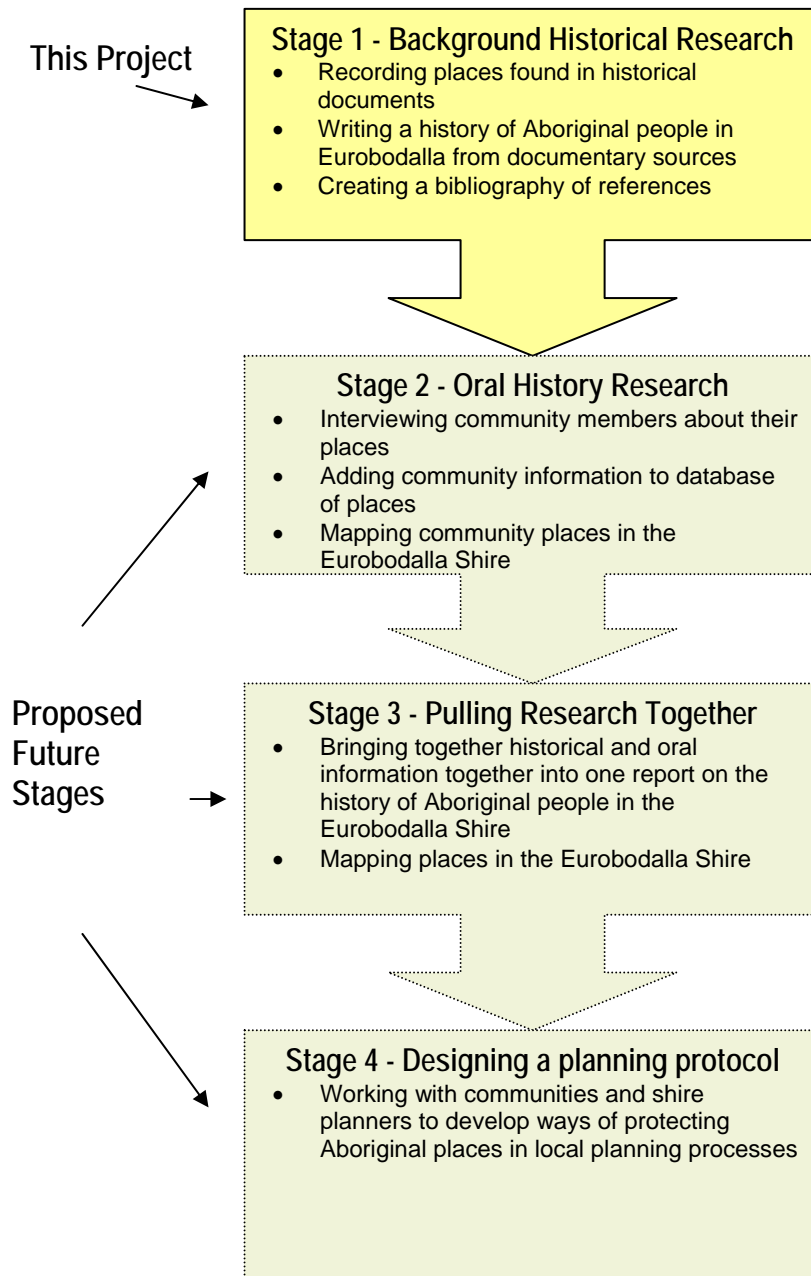 This Project
Stage 1 - Background Historical Research
• Recording places found in historical
documents
• Writing a history of Aboriginal people in
Eurobodalla from documentary sources
• Creating a bibliography of references
Stage 2 - Oral History Research
• Interviewing community members about their
places
• Adding community information to database
of places
• Mapping community places in the
Eurobodalla Shire
Proposed
Future
Stages
Stage 3 - Pulling Research Together
• Bringing together historical and oral
information together into one report on the
history of Aboriginal people in the
Eurobodalla Shire
• Mapping places in the Eurobodalla Shire
Stage 4 - Designing a planning protocol
• Working with communities and shire
planners to develop ways of protecting
Aboriginal places in local planning processes